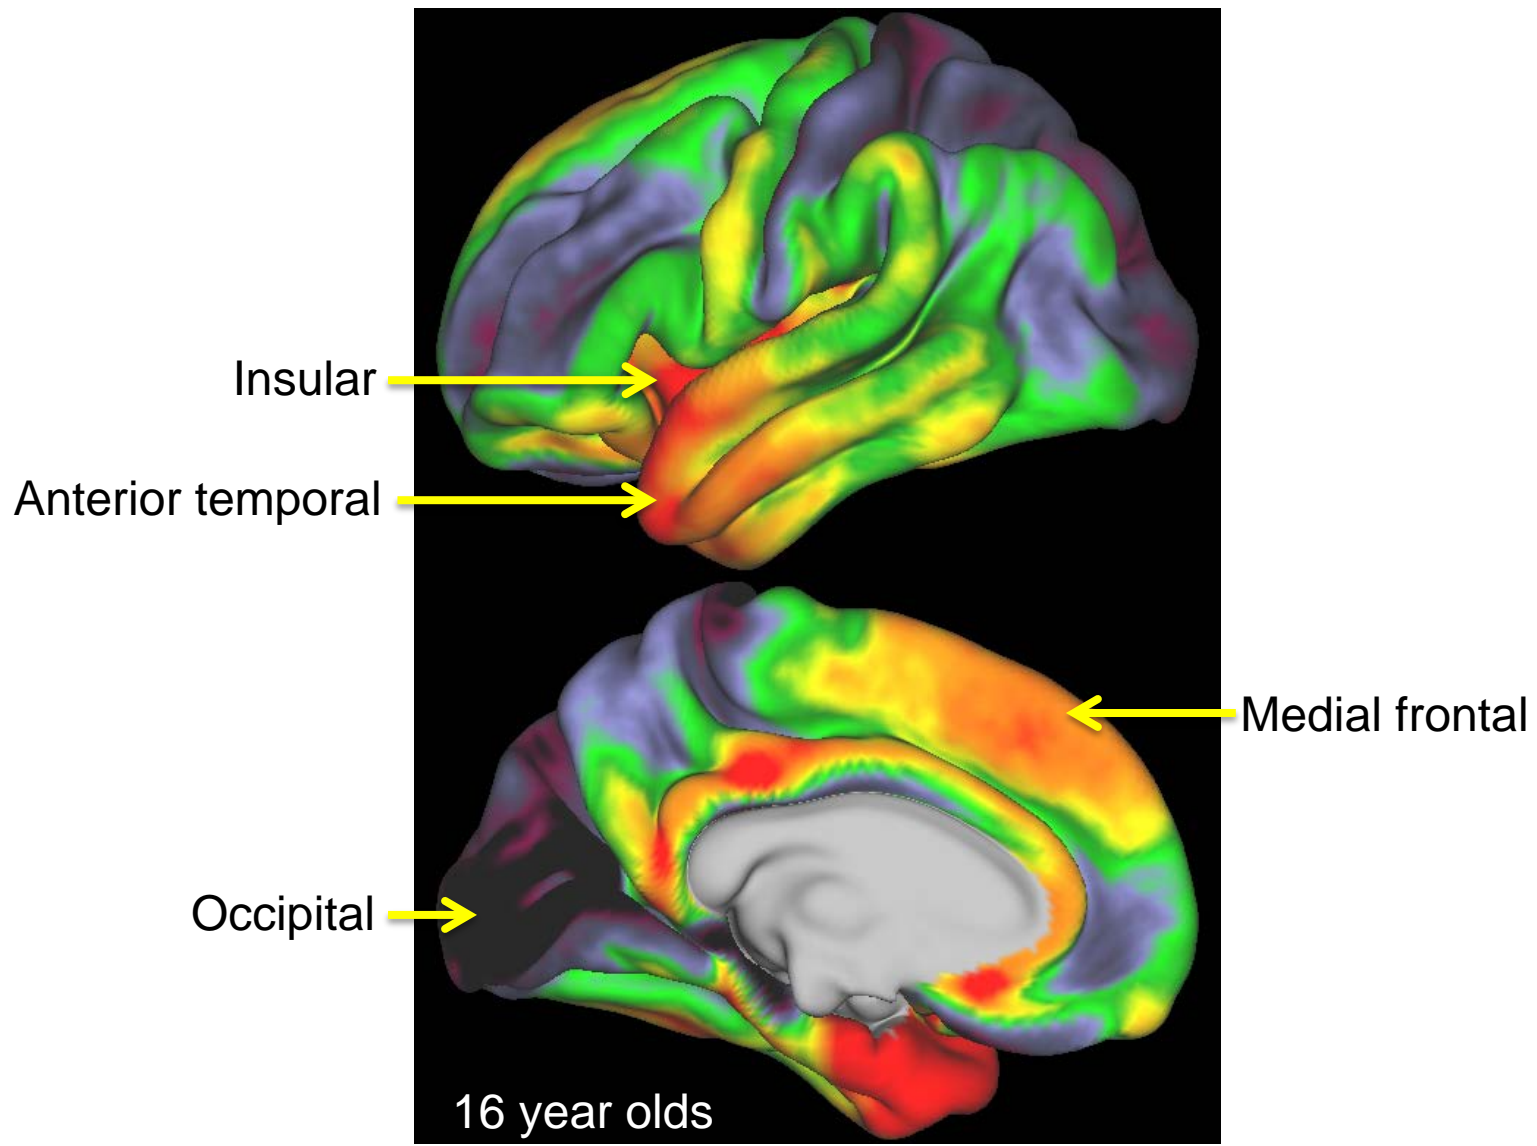 Insular
Anterior temporal
Medial frontal
Occipital
16 year olds